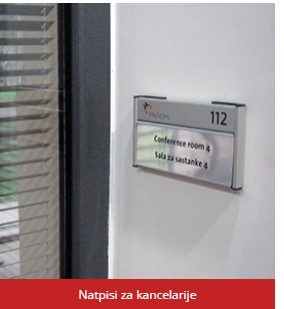 112
Conference room 4
Sala za sastanke 4
Natpisi za kancelarije